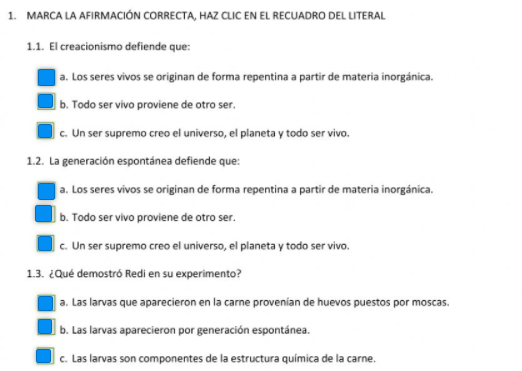 1. MARCA LA AFIRMACIÓN CORRECTA, HAZ CLIC EN EL RECUADRO DEL LITERAL
1.1. El creacionismo defiende que:
a. Los seres vivos se originan de forma repentina a partir de materia inorgánica.
b. Todo ser vivo proviene de otro ser.
c. Un ser supremo creo el universo, el planeta y todo ser vivo.
1.2. La generación espontánea defiende que:
a. Los seres vivos se originan de forma repentina a partir de materia inorgánica.
b. Todo ser vivo proviene de otro ser.
c. Un ser supremo creo el universo, el planeta y todo ser vivo.
1.3. ¿Qué demostró Redi en su experimento?
a. Las larvas que aparecieron en la carne provenían de huevos puestos por moscas.
b. Las larvas aparecieron por generación espontánea.
c. Las larvas son componentes de la estructura química de la carne.